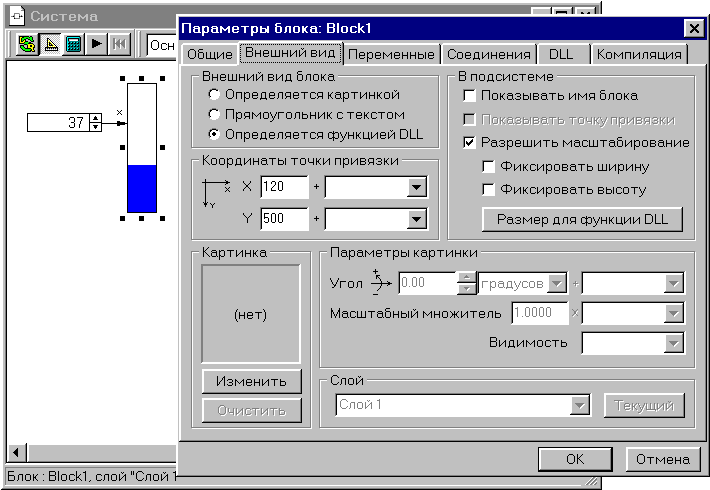 Система
Осн
37
x
Блок : Block1, слой "Слой 1
Параметры блока: Block1
Общие
Внешний вид
Переменные
Соединения
DLL
Компиляция
Внешний вид блока
Определяется картинкой
Прямоугольник с текстом
Определяется функцией DLL
В подсистеме
Показывать имя блока
Показывать точку привязки
Разрешить масштабирование
Фиксировать ширину
Фиксировать высоту
Размер для функции DLL
Координаты точки привязки
X
Y
X 120 +
Y 500 +
Картинка
(нет)
Изменить
Очистить
Параметры картинки
Угол + − 0.00 градусов +
Масштабный множитель 1.0000 x
Видимость
Слой
Слой 1
Текущий
OK
Отмена